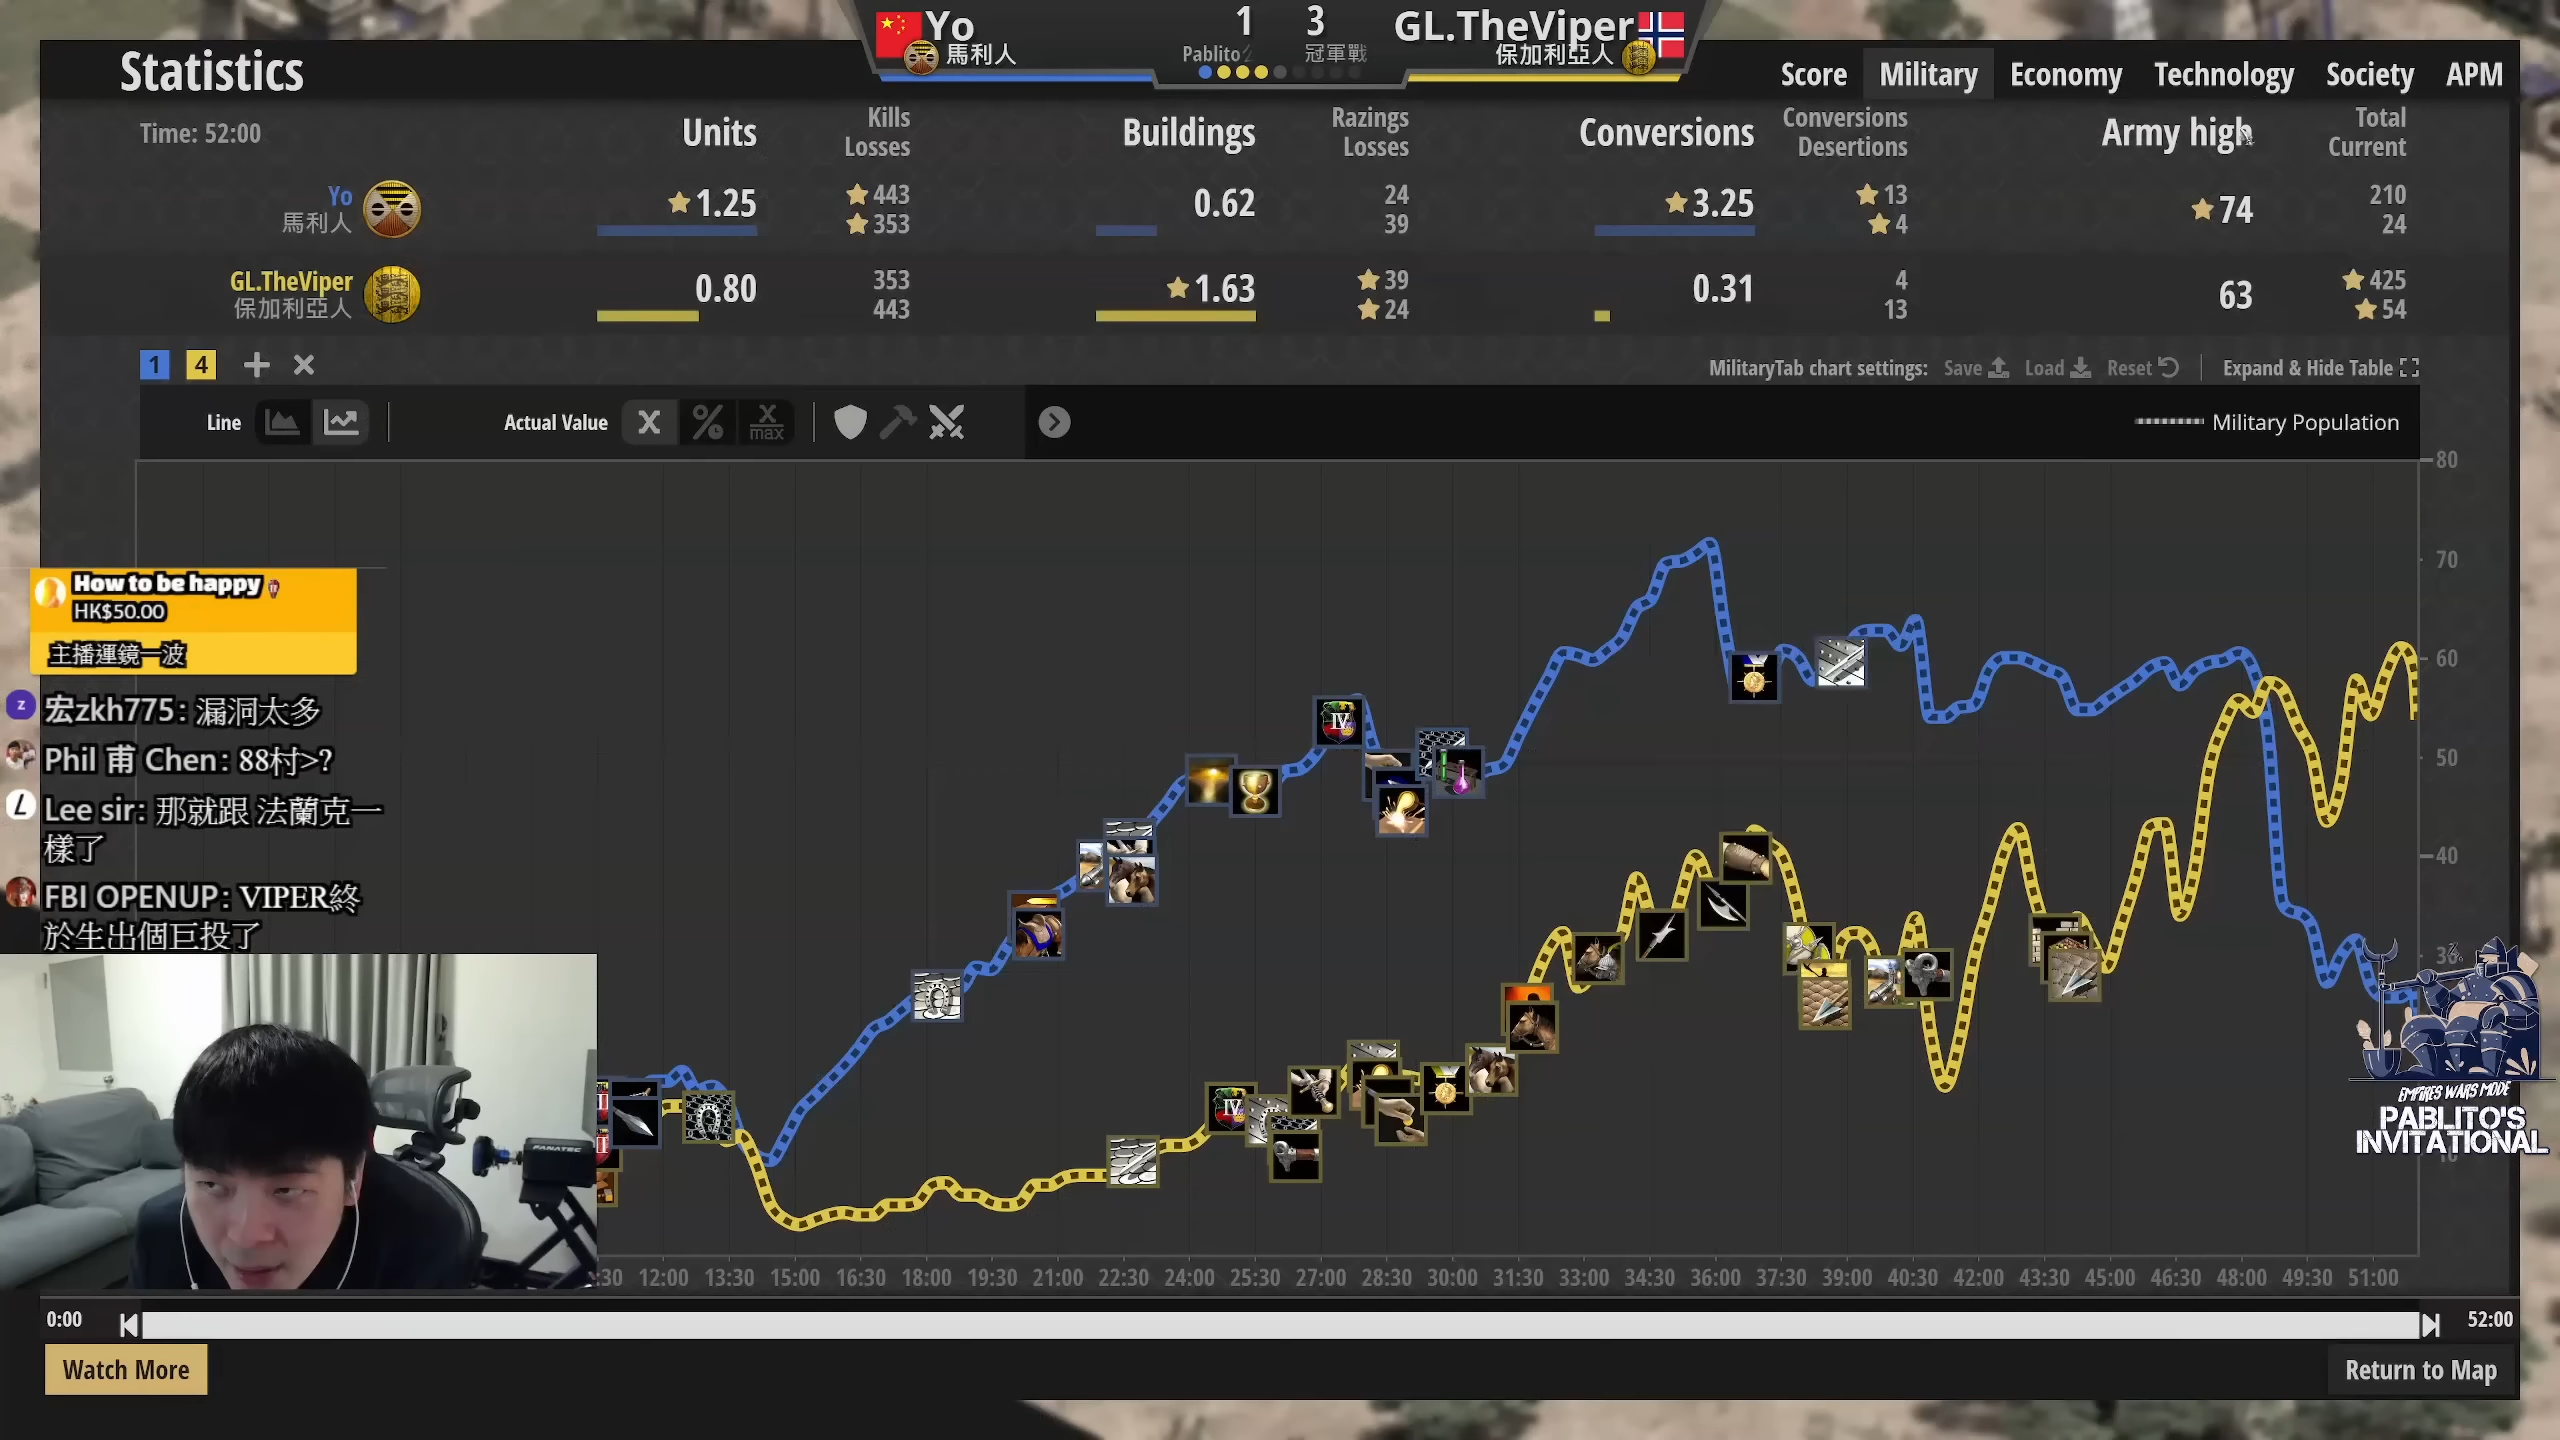 Yo
1
3
GL.TheViper
馬利人
Pablito
冠軍戰
保加利亞人
Statistics
Score
Military
Economy
Technology
Society
APM
Time: 52:00
Units
Kills
Losses
Buildings
Razings
Losses
Conversions
Conversions
Desertions
Army high
Total
Current
Yo
馬利人
1.25
443
353
0.62
24
39
3.25
13
4
74
210
24
GL.TheViper
保加利亞人
0.80
353
443
1.63
39
24
0.31
4
13
63
425
54
1
4
MilitaryTab chart settings:
Save
Load
Reset
Expand & Hide Table
Line
Actual Value
X
%
X
max
Military Population
80
70
60
50
40
30
10
IV
IV
How to be happy
HK$50.00
主播運鏡一波
z
宏zkh775: 漏洞太多
Phil 甫 Chen: 88村>?
L
Lee sir: 那就跟 法蘭克一
樣了
FBI OPENUP: VIPER終
於生出個巨投了
FANATEC
EMPIRES WARS MODE
PABLITO'S
INVITATIONAL
:30
12:00
13:30
15:00
16:30
18:00
19:30
21:00
22:30
24:00
25:30
27:00
28:30
30:00
31:30
33:00
34:30
36:00
37:30
39:00
40:30
42:00
43:30
45:00
46:30
48:00
49:30
51:00
0:00
52:00
Watch More
Return to Map